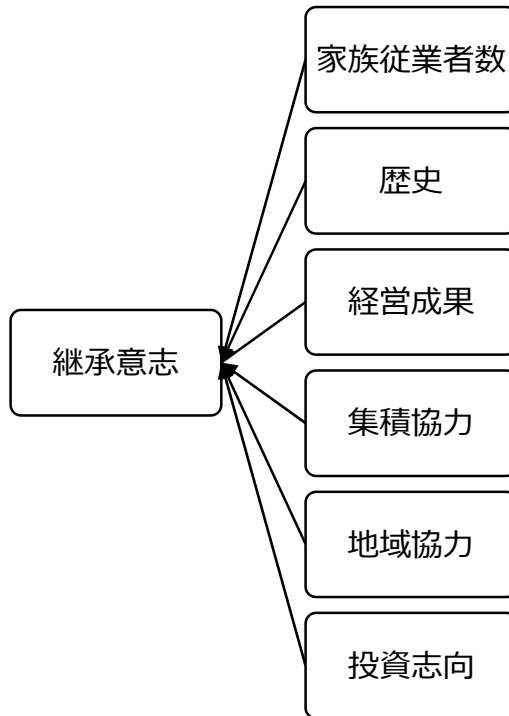 家族従業者数
歴史
経営成果
継承意志
集積協力
地域協力
投資志向